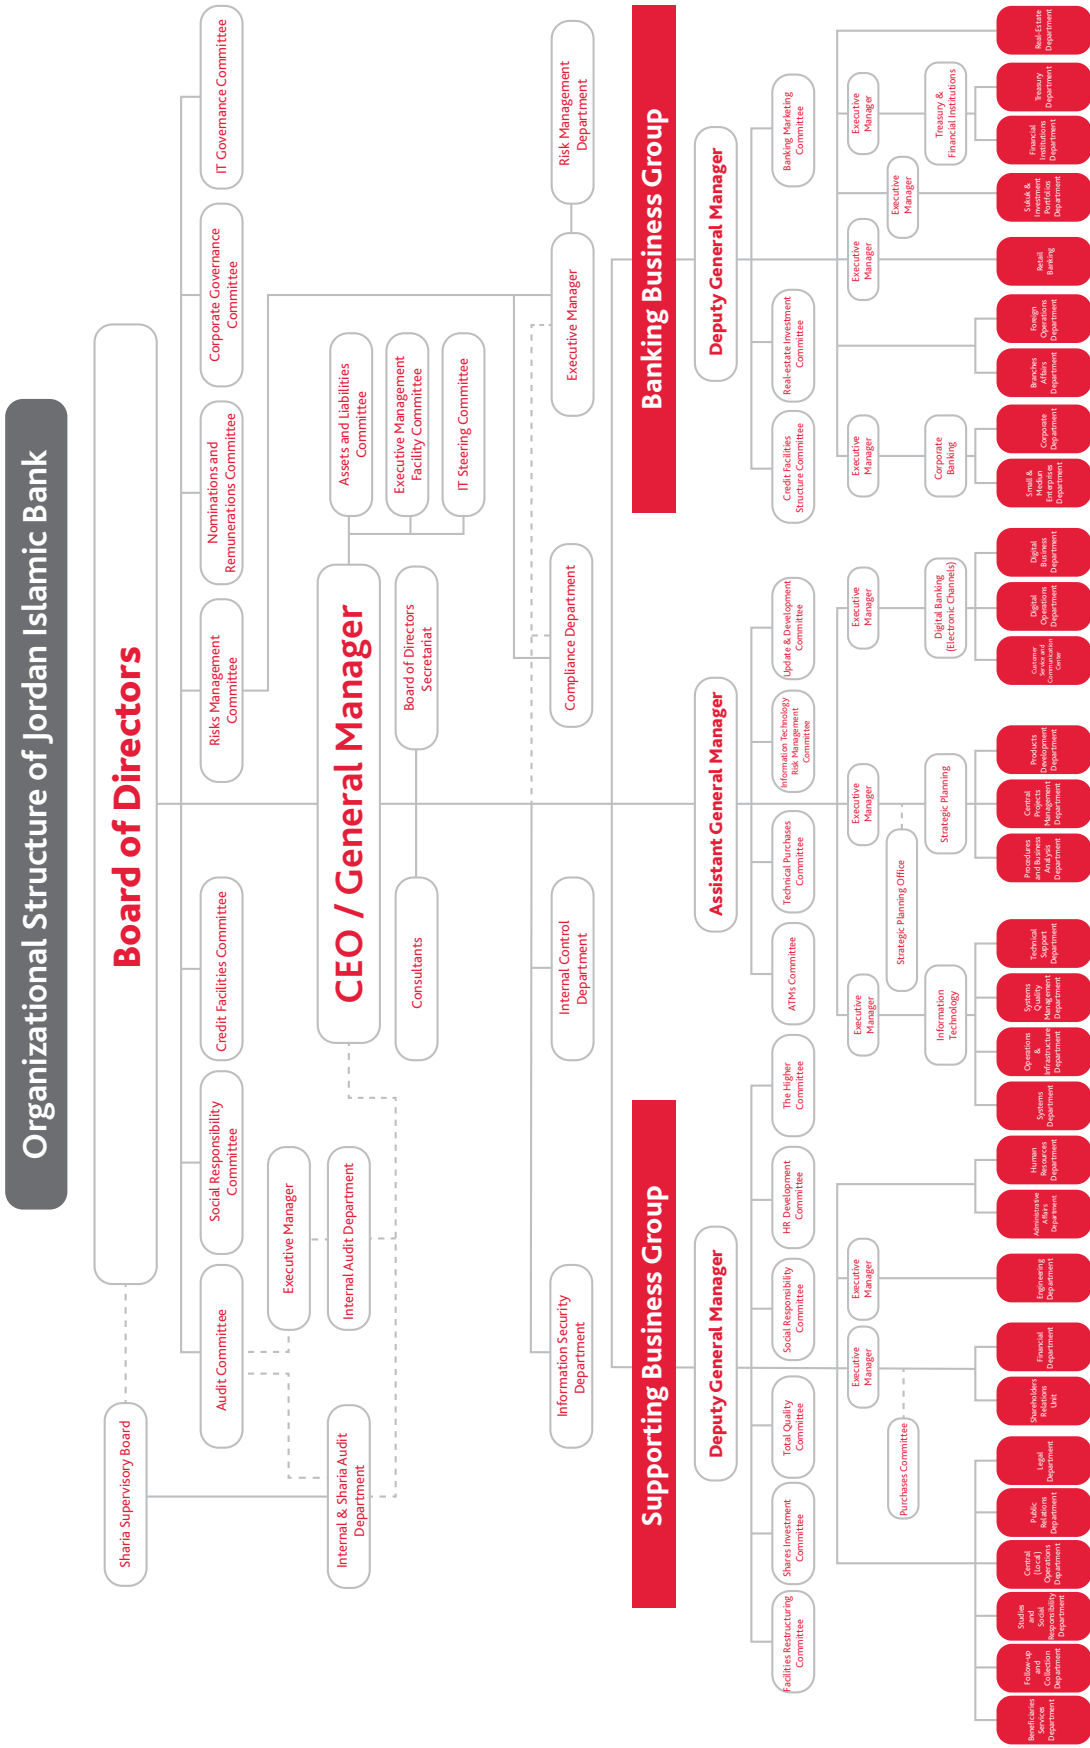 Organizational Structure of Jordan Islamic Bank
Board of Directors
Sharia Supervisory Board
Audit Committee
Social Responsibility
Committee
Credit Facilities Committee
Risks Management
Committee
Nominations and
Remunerations Committee
Corporate Governance
Committee
IT Governance Committee
Executive Manager
Internal & Sharia Audit
Department
Internal Audit Department
CEO / General Manager
Assets and Liabilities
Committee
Executive Management
Facility Committee
IT Steering Committee
Consultants
Board of Directors
Secretariat
Information Security
Department
Internal Control
Department
Compliance Department
Executive Manager
Risk Management
Department
Supporting Business Group
Banking Business Group
Deputy General Manager
Assistant General Manager
Deputy General Manager
Facilities Restructuring
Committee
Shares Investment
Committee
Total Quality
Committee
Social Responsibility
Committee
HR Development
Committee
The Higher
Committee
ATMs Committee
Technical Purchases
Committee
Information Technology
Risk Management
Committee
Update & Development
Committee
Credit Facilities
Structure Committee
Real-estate Investment
Committee
Banking Marketing
Committee
Executive
Manager
Executive
Manager
Executive
Manager
Executive
Manager
Executive
Manager
Executive
Manager
Executive
Manager
Executive
Manager
Purchases Committee
Strategic Planning Office
Executive
Manager
Information
Technology
Strategic Planning
Digital Banking
(Electronic Channels)
Corporate
Banking
Treasury &
Financial Institutions
Beneficiaries
Services
Department
Follow-up
and
Collection
Department
Studies
and
Social
Responsibility
Department
Central
(Local)
Operations
Department
Public
Relations
Department
Legal
Department
Shareholders
Relations
Unit
Financial
Department
Engineering
Department
Administrative
Affairs
Department
Human
Resources
Department
Systems
Department
Operations
&
Infrastructure
Department
Systems
Quality
Management
Department
Technical
Support
Department
Procedures
and Business
Analysis
Department
Central
Projects
Management
Department
Products
Development
Department
Customer
Service and
Communication
Center
Digital
Operations
Department
Digital
Business
Department
Small &
Mediun
Enterprises
Department
Corporate
Department
Branches
Affairs
Department
Foreign
Operations
Department
Retail
Banking
Sukuk &
Investment
Portfolios
Department
Financial
Institutions
Department
Treasury
Department
Real-Estate
Department